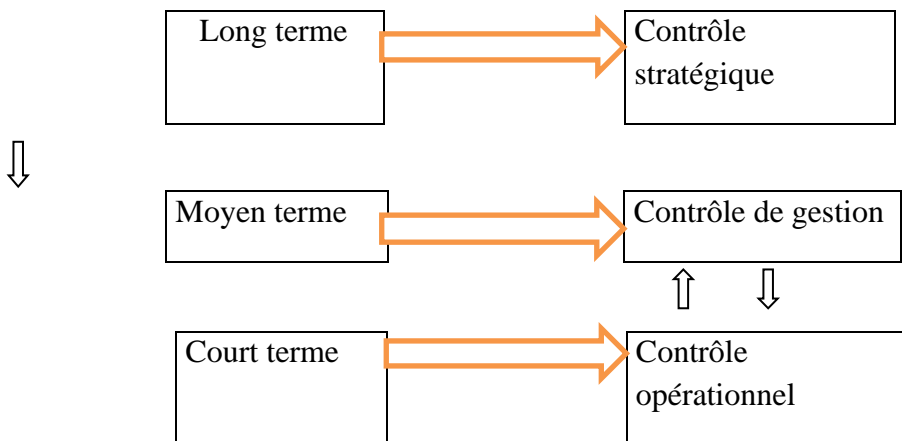 Long terme
Contrôle
stratégique
Moyen terme
Contrôle de gestion
Court terme
Contrôle
opérationnel